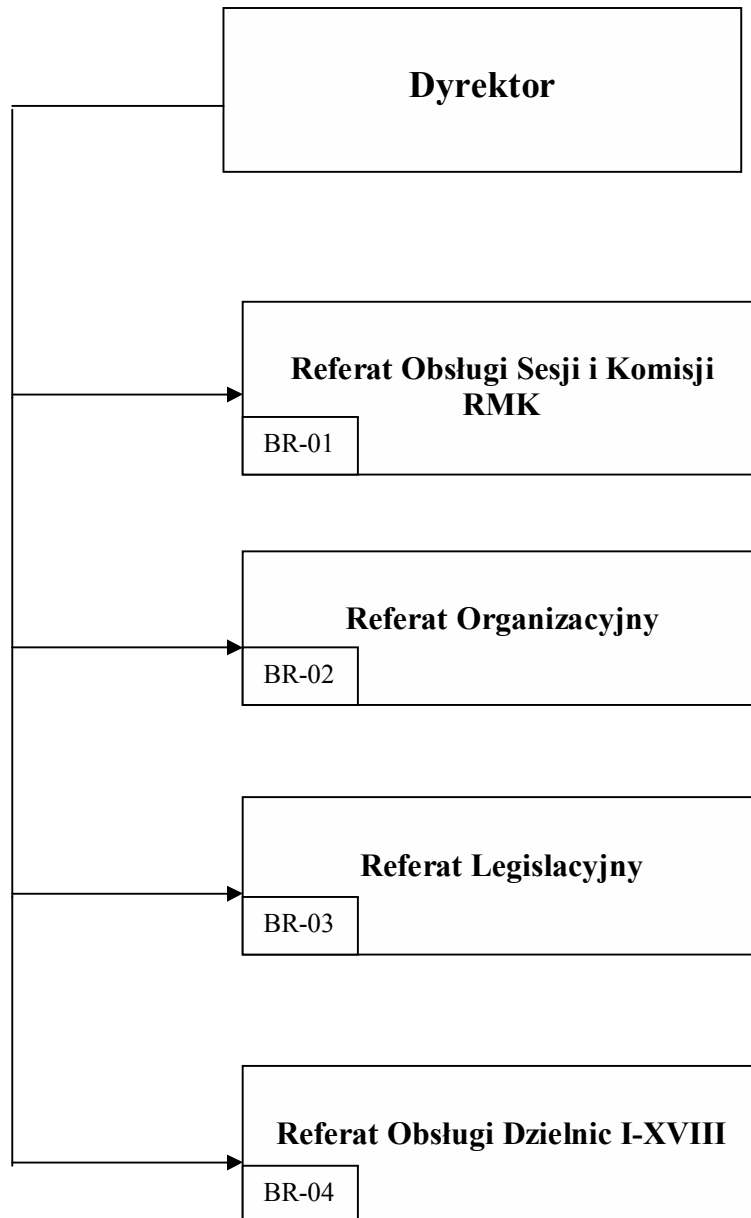 Dyrektor
Referat Obsługi Sesji i Komisji
RMK
BR-01
Referat Organizacyjny
BR-02
Referat Legislacyjny
BR-03
Referat Obsługi Dzielnic I-XVIII
BR-04